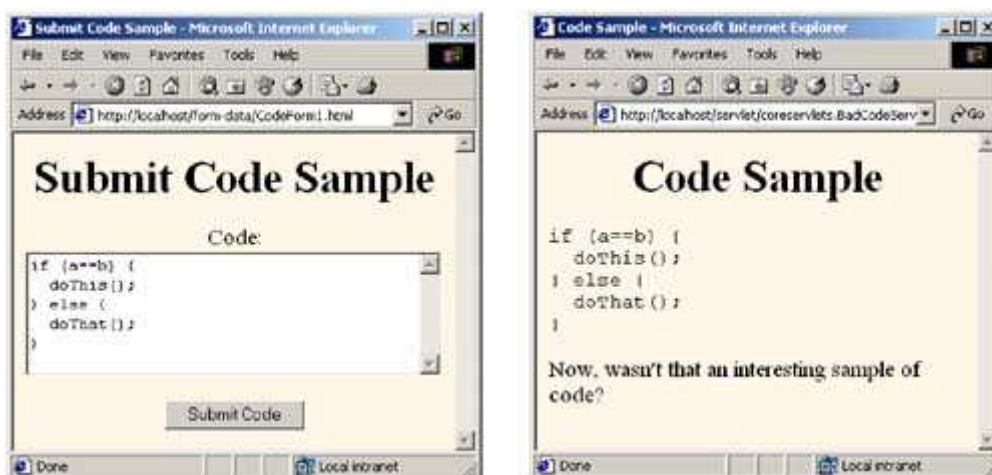 Submit Code Sample - Microsoft Internet Explorer
File Edit View Favorites Tools Help
Address http://localhost/form-data/CodeForm1.html Go
Submit Code Sample
Code:
if (a==b) {
doThis();
} else {
doThat();
}
Submit Code
Done Local intranet
Code Sample - Microsoft Internet Explorer
File Edit View Favorites Tools Help
Address http://localhost/servlet/coreservlets.BadCodeServ Go
Code Sample
if (a==b) {
doThis();
} else {
doThat();
}
Now, wasn't that an interesting sample of
code?
Done Local intranet